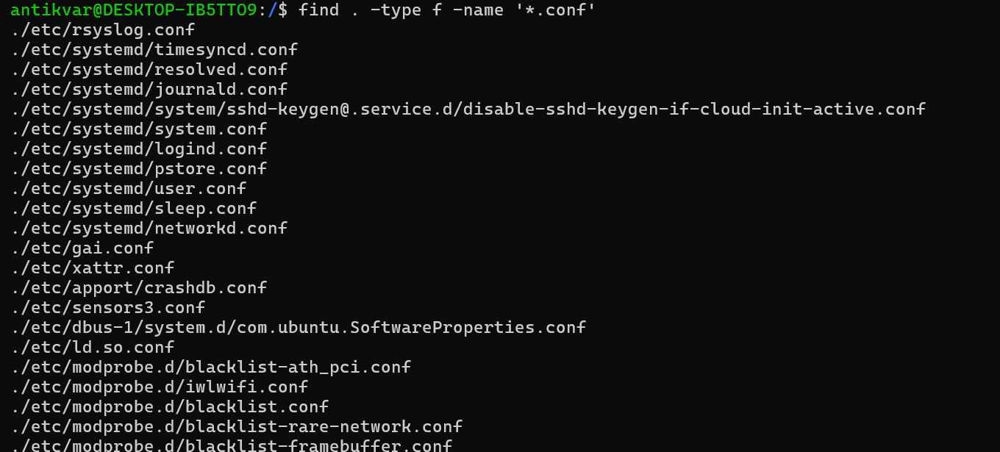 antikvar@DESKTOP-IB5TTO9:/$ find . -type f -name '*.conf'
./etc/rsyslog.conf
./etc/systemd/timesyncd.conf
./etc/systemd/resolved.conf
./etc/systemd/journald.conf
./etc/systemd/system/sshd-keygen@.service.d/disable-sshd-keygen-if-cloud-init-active.conf
./etc/systemd/system.conf
./etc/systemd/logind.conf
./etc/systemd/pstore.conf
./etc/systemd/user.conf
./etc/systemd/sleep.conf
./etc/systemd/networkd.conf
./etc/gai.conf
./etc/xattr.conf
./etc/apport/crashdb.conf
./etc/sensors3.conf
./etc/dbus-1/system.d/com.ubuntu.SoftwareProperties.conf
./etc/ld.so.conf
./etc/modprobe.d/blacklist-ath_pci.conf
./etc/modprobe.d/iwlwifi.conf
./etc/modprobe.d/blacklist.conf
./etc/modprobe.d/blacklist-rare-network.conf
./etc/modprobe.d/blacklist-framebuffer.conf